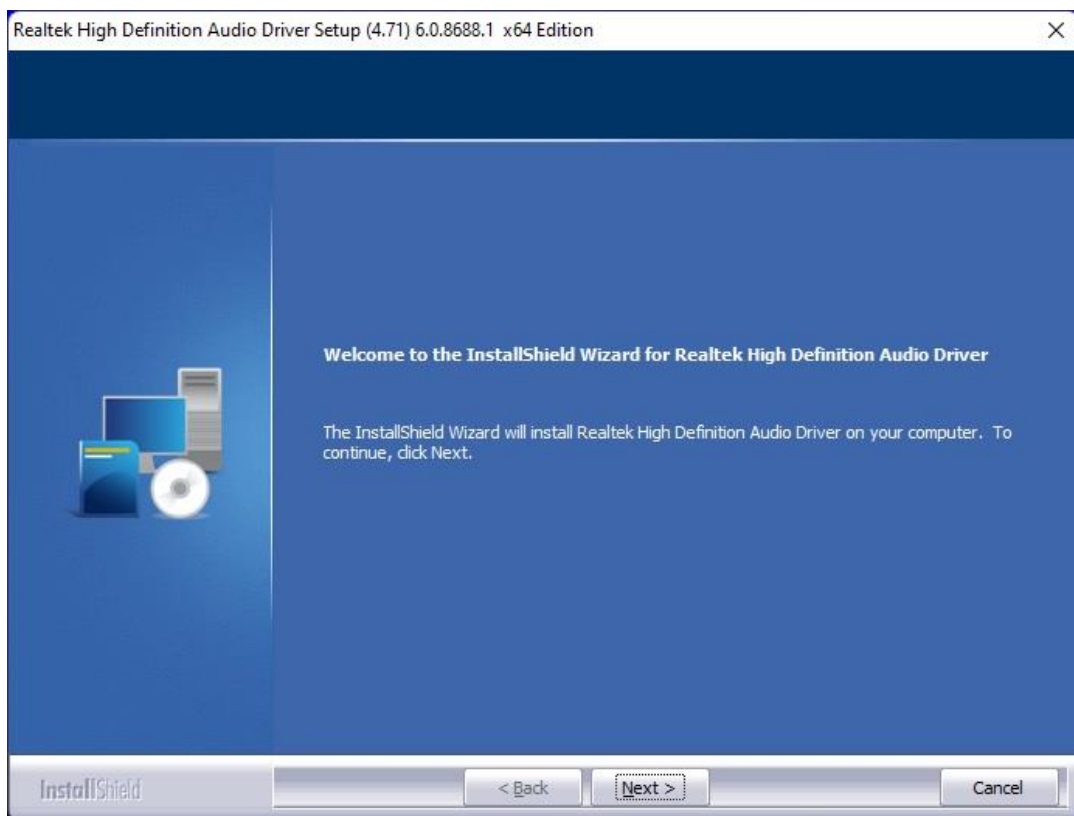 Realtek High Definition Audio Driver Setup (4.71) 6.0.8688.1 x64 Edition
Welcome to the InstallShield Wizard for Realtek High Definition Audio Driver
The InstallShield Wizard will install Realtek High Definition Audio Driver on your computer. To
continue, click Next.
InstallShield
< Back
Next >
Cancel